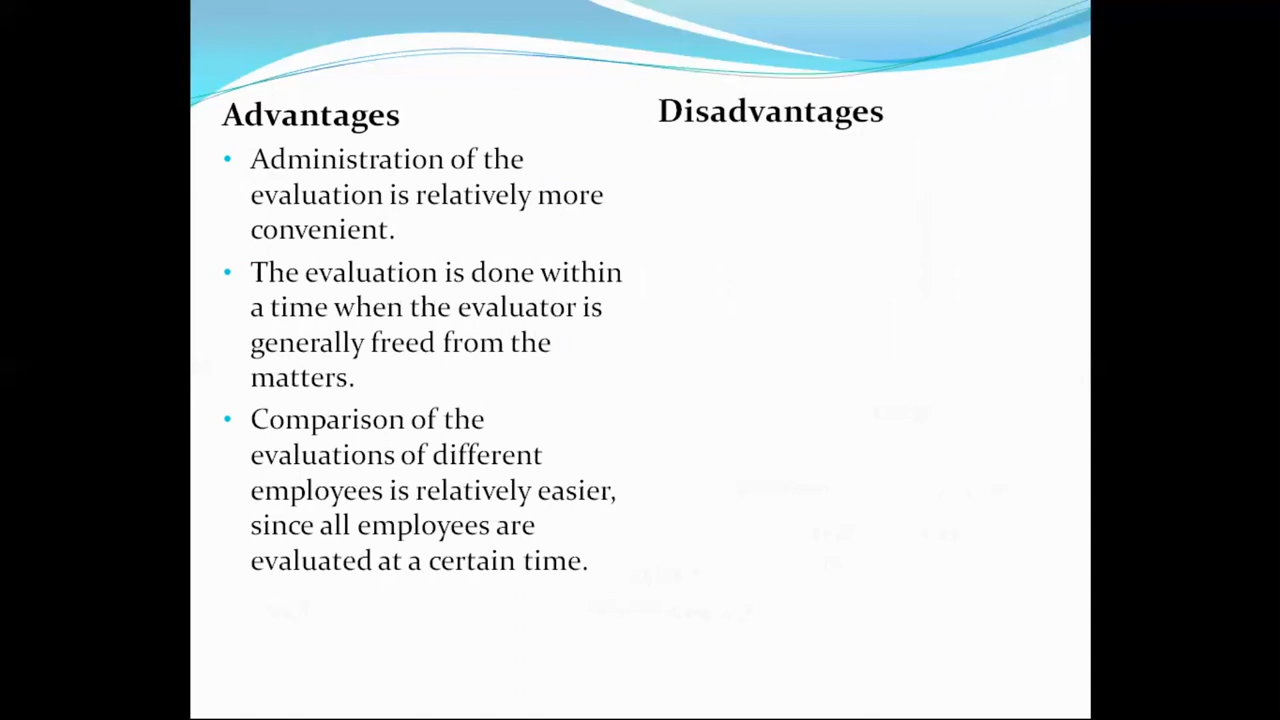 Advantages
• Administration of the
evaluation is relatively more
convenient.
• The evaluation is done within
a time when the evaluator is
generally freed from the
matters.
• Comparison of the
evaluations of different
employees is relatively easier,
since all employees are
evaluated at a certain time.
Disadvantages